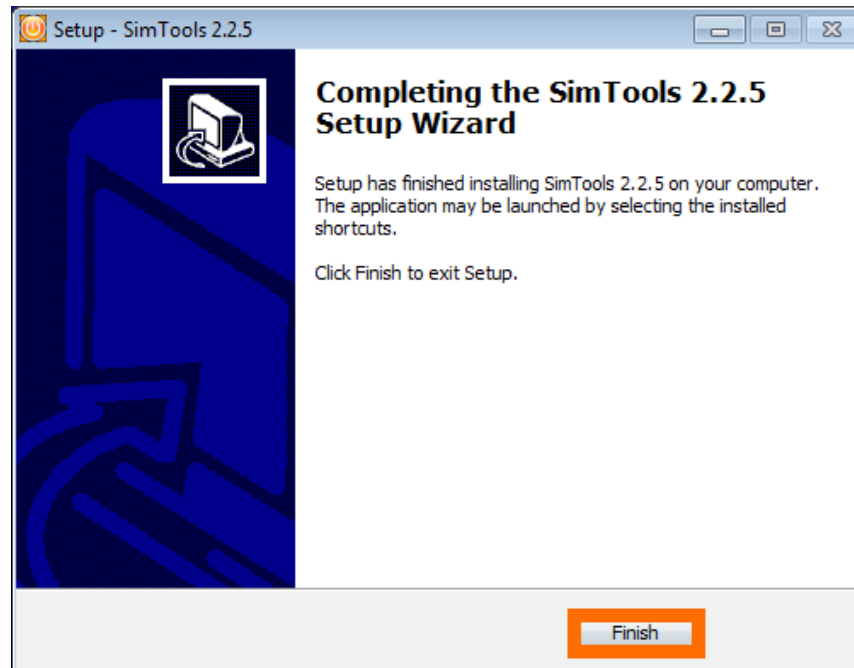 Setup - SimTools 2.2.5
Completing the SimTools 2.2.5
Setup Wizard
Setup has finished installing SimTools 2.2.5 on your computer.
The application may be launched by selecting the installed
shortcuts.
Click Finish to exit Setup.
Finish